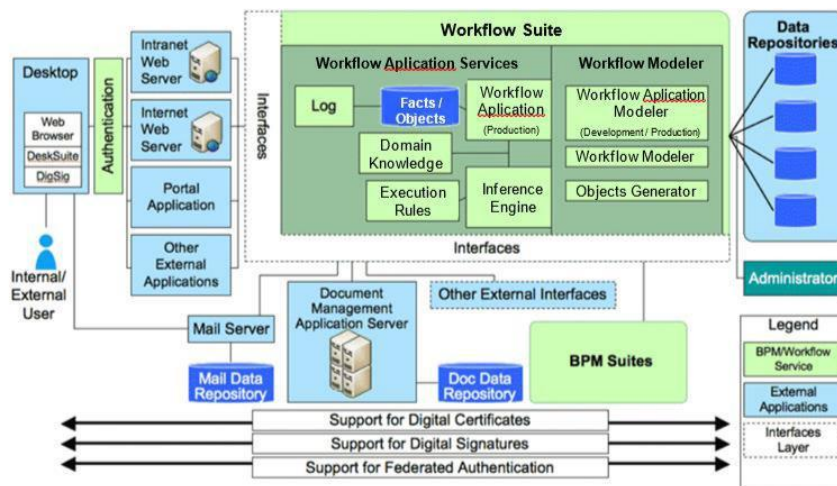 Workflow Suite
Desktop
Web
Browser
DeskSuite
DigSig
Internal/
External
User
Authentication
Intranet
Web
Server
Internet
Web
Server
Portal
Application
Other
External
Applications
Interfaces
Workflow Aplication Services
Log
Facts /
Objects
Workflow
Aplication
(Production)
Domain
Knowledge
Execution
Rules
Inference
Engine
Workflow Modeler
Workflow Aplication
Modeler
(Development / Production)
Workflow Modeler
Objects Generator
Interfaces
Data
Repositories
Administrator
Mail Server
Mail Data
Repository
Document
Management
Application Server
Doc Data
Repository
Other External Interfaces
BPM Suites
Legend
BPM/Workflow
Service
External
Applications
Interfaces
Layer
Support for Digital Certificates
Support for Digital Signatures
Support for Federated Authentication